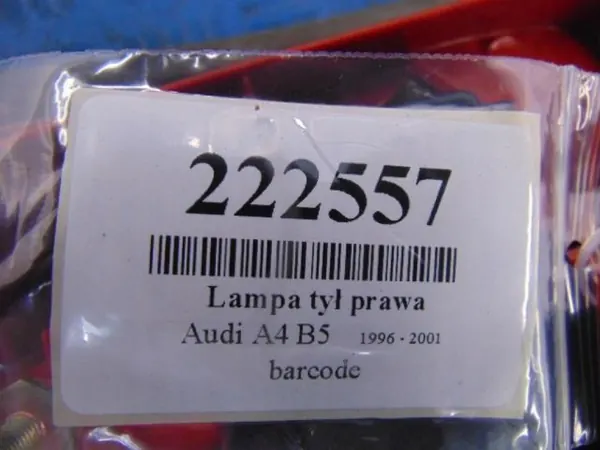 222557
Lampa tył prawa
Audi A4 B5 1996 - 2001
barcode